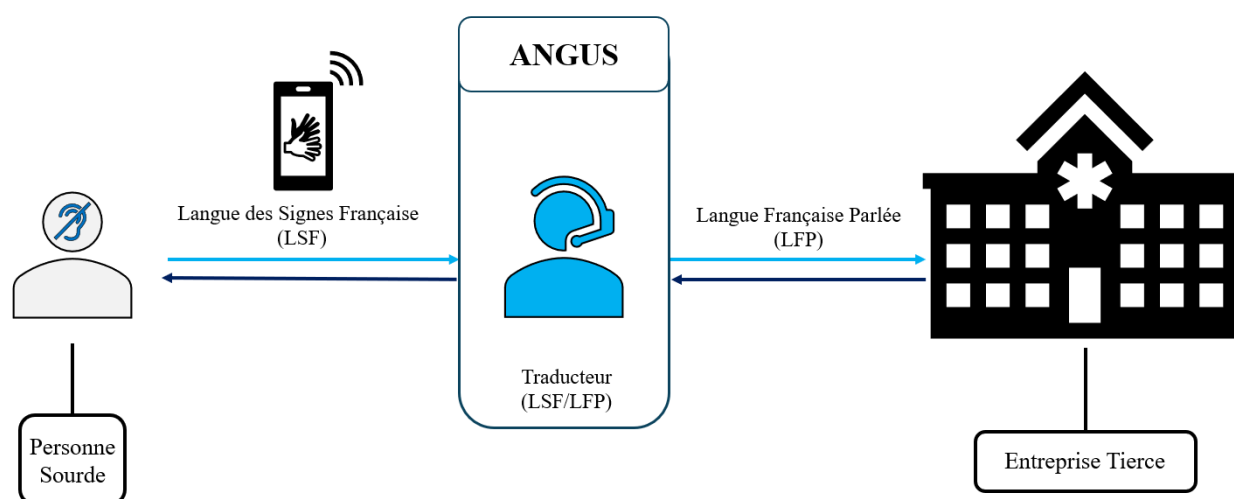 ANGUS
Langue des Signes Française
(LSF)
Langue Française Parlée
(LFP)
Traducteur
(LSF/LFP)
Personne
Sourde
Entreprise Tierce